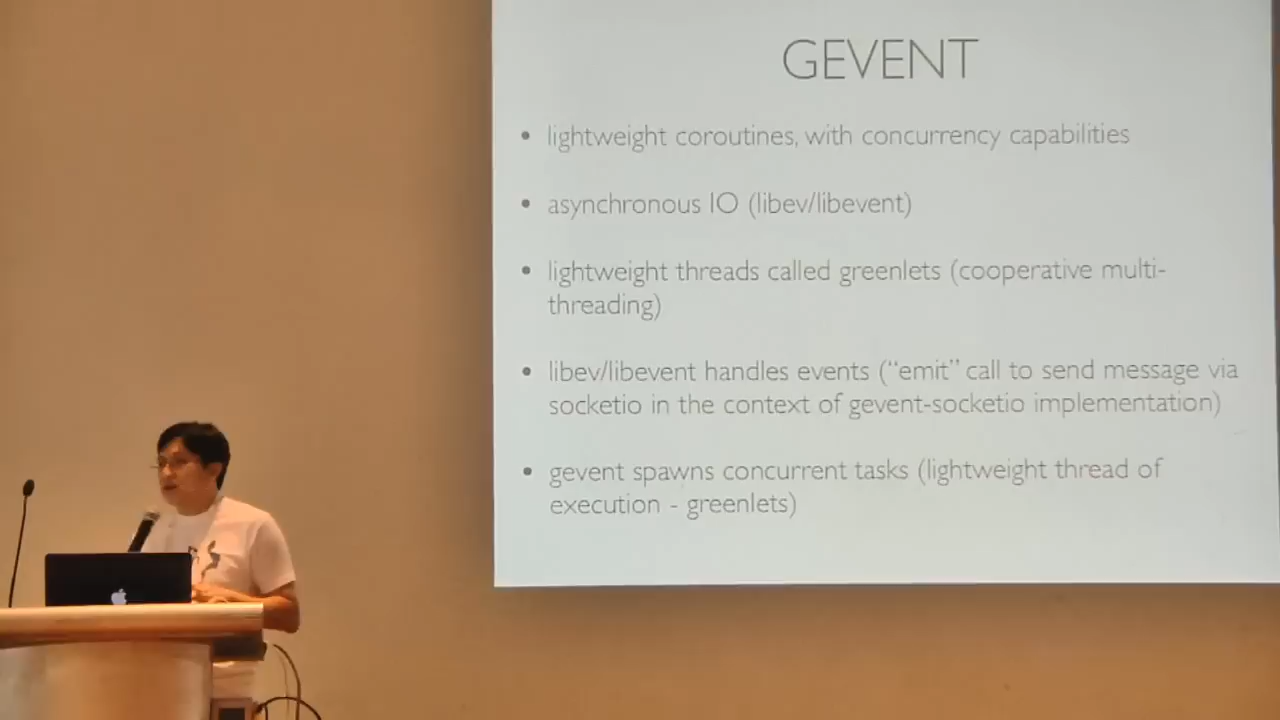 GEVENT
• lightweight coroutines, with concurrency capabilities
• asynchronous IO (libev/libevent)
• lightweight threads called greenlets (cooperative multi-
threading)
• libev/libevent handles events (“emit” call to send message via
socketio in the context of gevent-socketio implementation)
• gevent spawns concurrent tasks (lightweight thread of
execution - greenlets)